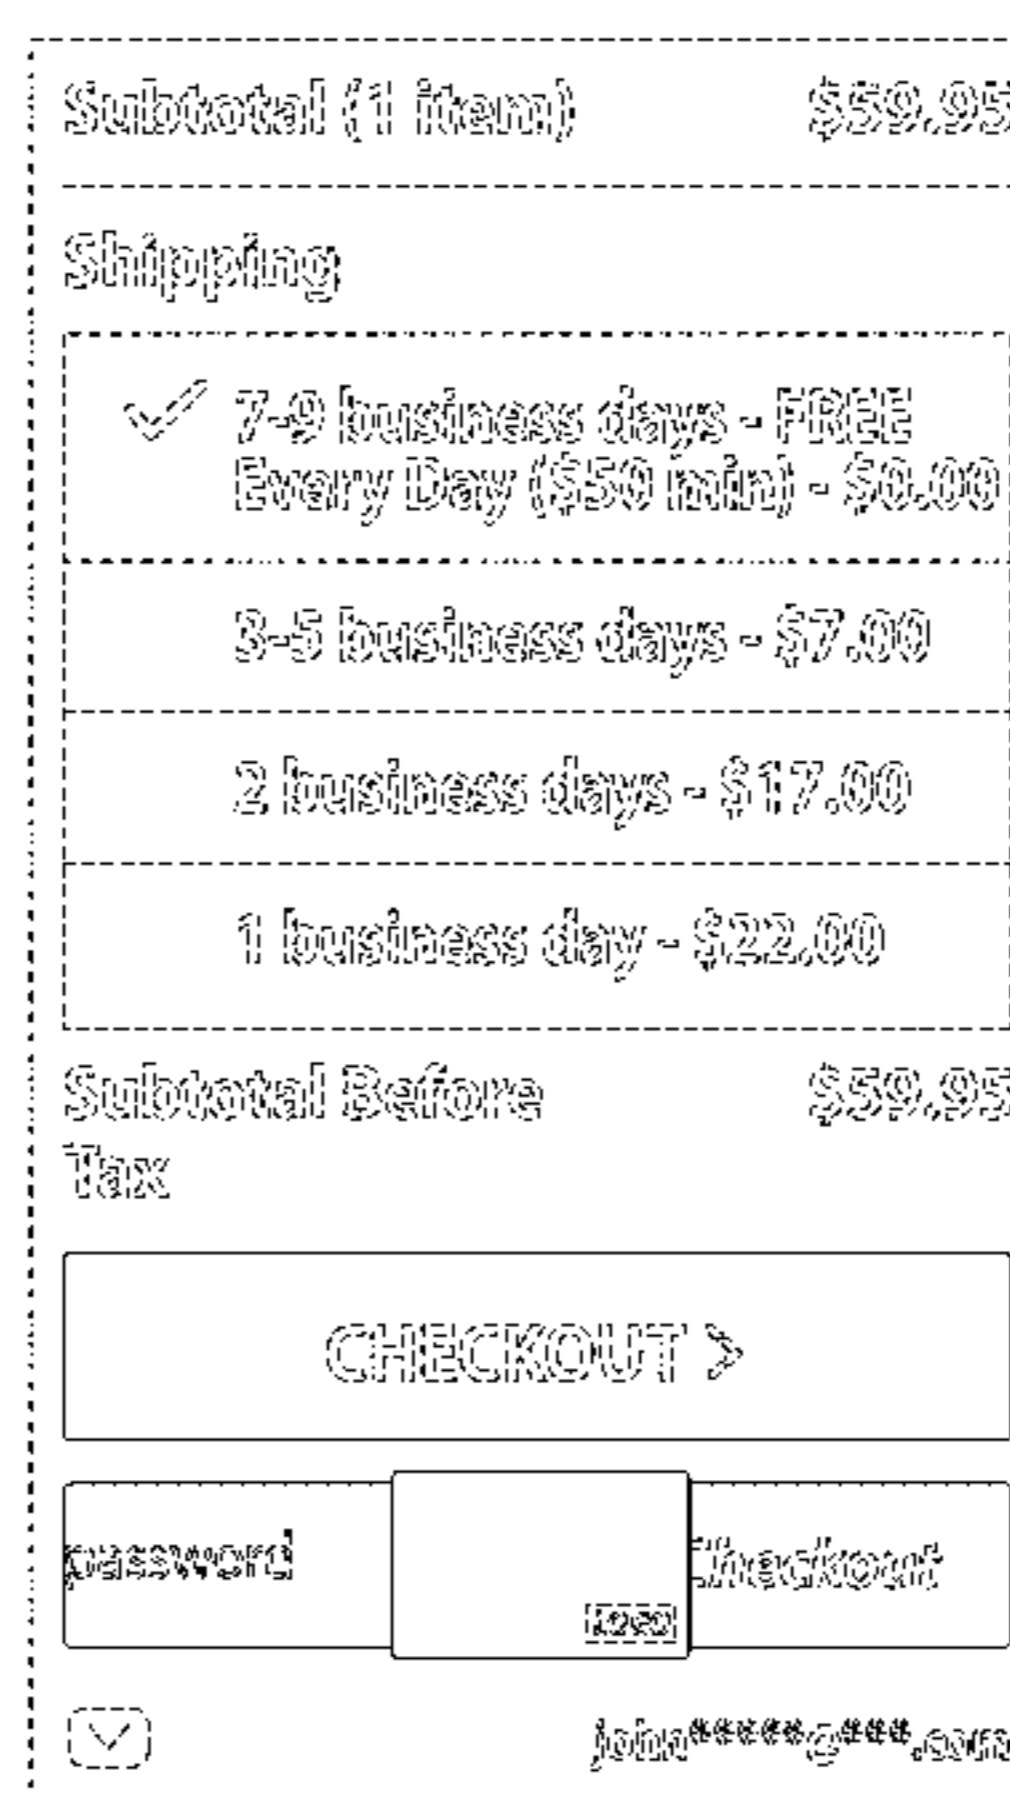 Subtotal (1 item) $59.95
Shipping
7-9 business days - FREE
Every Day ($50 min) - $0.00
3-5 business days - $7.00
2 business days - $17.00
1 business day - $22.00
Subtotal Before $59.95
Tax
CHECKOUT >
password Checkout
john*****@***.com